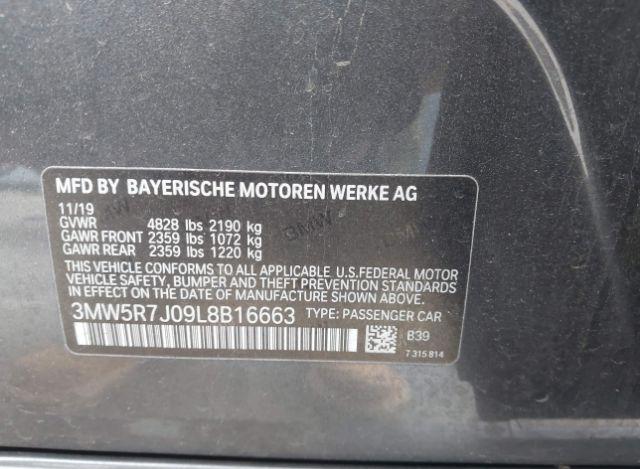 MFD BY BAYERISCHE MOTOREN WERKE AG
11/19
GVWR 4828 lbs 2190 kg
GAWR FRONT 2359 lbs 1072 kg
GAWR REAR 2359 lbs 1220 kg
THIS VEHICLE CONFORMS TO ALL APPLICABLE U.S.FEDERAL MOTOR
VEHICLE SAFETY, BUMPER AND THEFT PREVENTION STANDARDS
IN EFFECT ON THE DATE OF MANUFACTURE SHOWN ABOVE.
3MW5R7J09L8B16663 TYPE: PASSENGER CAR
B39
7 315 814